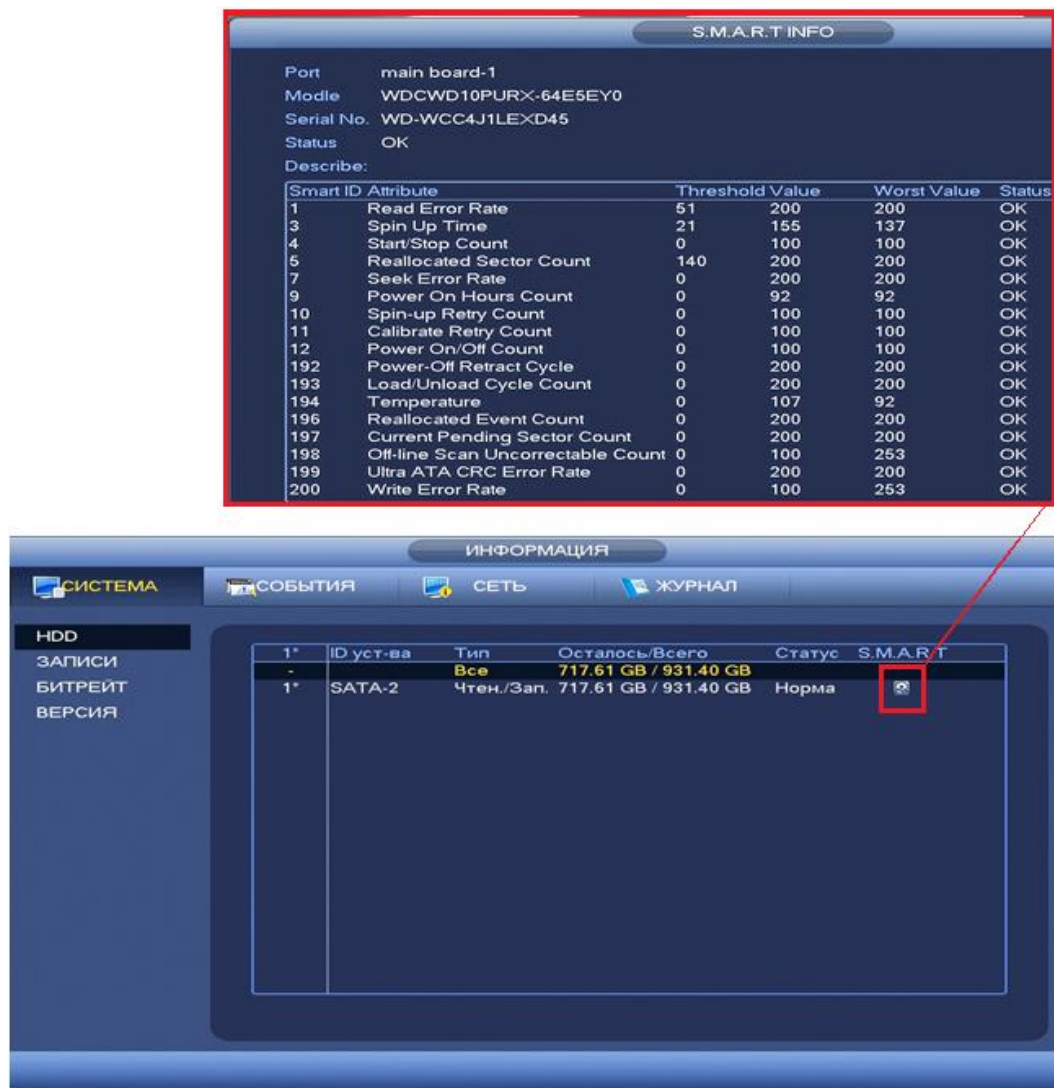 S.M.A.R.T INFO
Port main board-1
Modle WDCWD10PURX-64E5EY0
Serial No. WD-WCC4J1LEXD45
Status OK
Describe:
Smart ID Attribute Threshold Value Worst Value Status
1 Read Error Rate 51 200 200 OK
3 Spin Up Time 21 155 137 OK
4 Start/Stop Count 0 100 100 OK
5 Reallocated Sector Count 140 200 200 OK
7 Seek Error Rate 0 200 200 OK
9 Power On Hours Count 0 92 92 OK
10 Spin-up Retry Count 0 100 100 OK
11 Calibrate Retry Count 0 100 100 OK
12 Power On/Off Count 0 100 100 OK
192 Power-Off Retract Cycle 0 200 200 OK
193 Load/Unload Cycle Count 0 200 200 OK
194 Temperature 0 107 92 OK
196 Reallocated Event Count 0 200 200 OK
197 Current Pending Sector Count 0 200 200 OK
198 Off-line Scan Uncorrectable Count 0 100 253 OK
199 Ultra ATA CRC Error Rate 0 200 200 OK
200 Write Error Rate 0 100 253 OK
ИНФОРМАЦИЯ
СИСТЕМА СОБЫТИЯ СЕТЬ ЖУРНАЛ
HDD
ЗАПИСИ
БИТРЕЙТ
ВЕРСИЯ
1* ID уст-ва Тип Осталось/Всего Статус S.M.A.R.T
- Все 717.61 GB / 931.40 GB
1* SATA-2 Чтен./Зап. 717.61 GB / 931.40 GB Норма